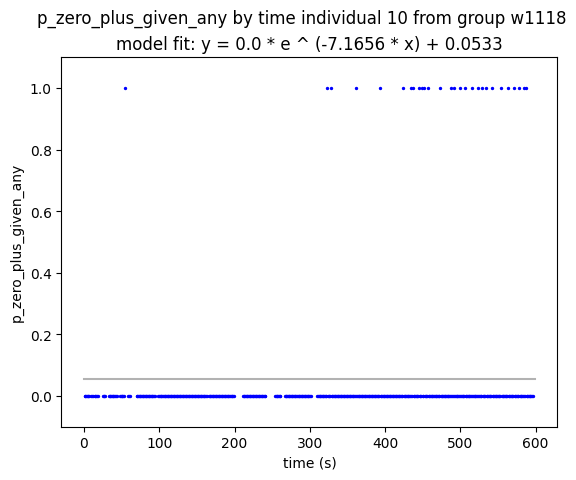 p_zero_plus_given_any by time individual 10 from group w1118
model fit: y = 0.0 * e ^ (-7.1656 * x) + 0.0533
1.0
0.8
0.6
0.4
0.2
0.0
p_zero_plus_given_any
0 100 200 300 400 500 600
time (s)